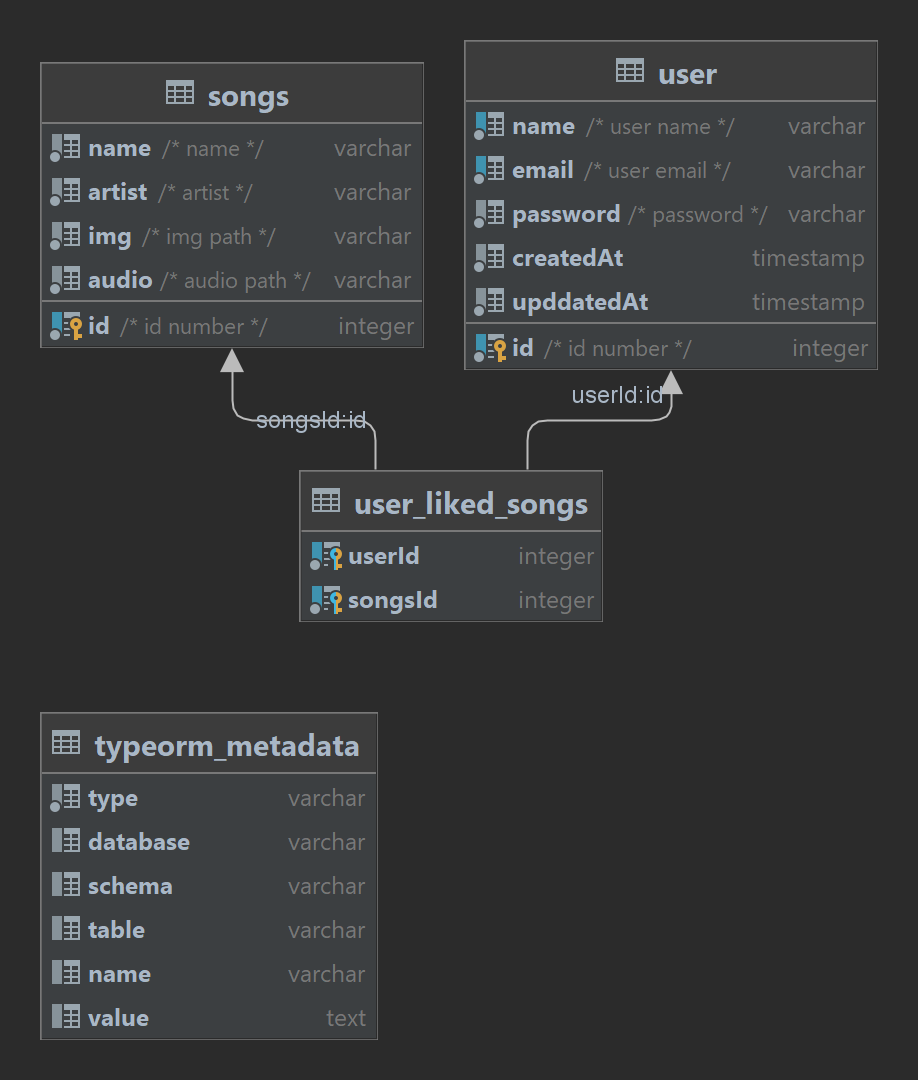 songs
name /* name */ varchar
artist /* artist */ varchar
img /* img path */ varchar
audio /* audio path */ varchar
id /* id number */ integer
user
name /* user name */ varchar
email /* user email */ varchar
password /* password */ varchar
createdAt timestamp
upddatedAt timestamp
id /* id number */ integer
songsId:id
userId:id
user_liked_songs
userId integer
songsId integer
typeorm_metadata
type varchar
database varchar
schema varchar
table varchar
name varchar
value text